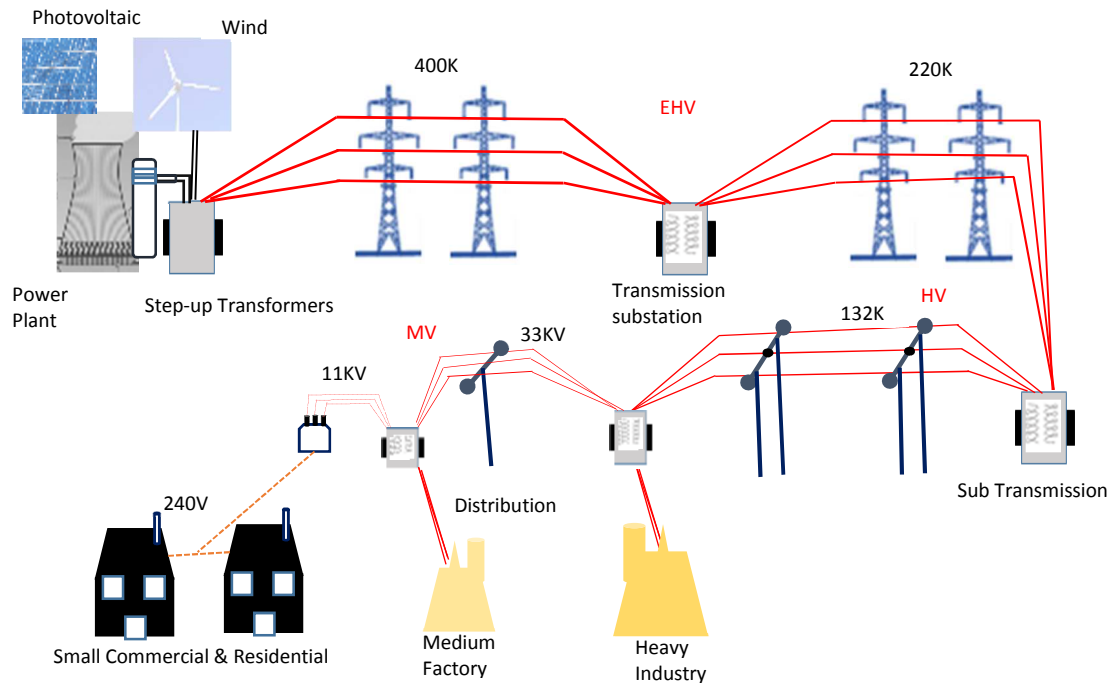 Photovoltaic
Wind
400K
EHV
220K
Power
Plant
Step-up Transformers
Transmission
substation
HV
MV
33KV
132K
11KV
240V
Distribution
Sub Transmission
Small Commercial & Residential
Medium
Factory
Heavy
Industry